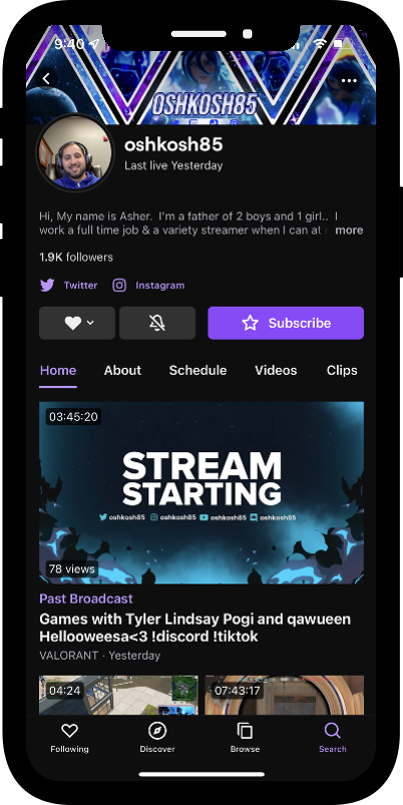 9:40
OSHKOSH85
oshkosh85
Last live Yesterday
Hi, My name is Asher. I'm a father of 2 boys and 1 girl.. I
work a full time job & a variety streamer when I can at more
1.9K followers
Twitter Instagram
Subscribe
Home About Schedule Videos Clips
03:45:20
STREAM
STARTING
oshkosh85 oshkosh85 oshkosh85 oshkosh85
78 views
Past Broadcast
Games with Tyler Lindsay Pogi and qawueen
Hellooweesa<3 !discord !tiktok
VALORANT · Yesterday
04:24 07:43:17
Following Discover Browse Search